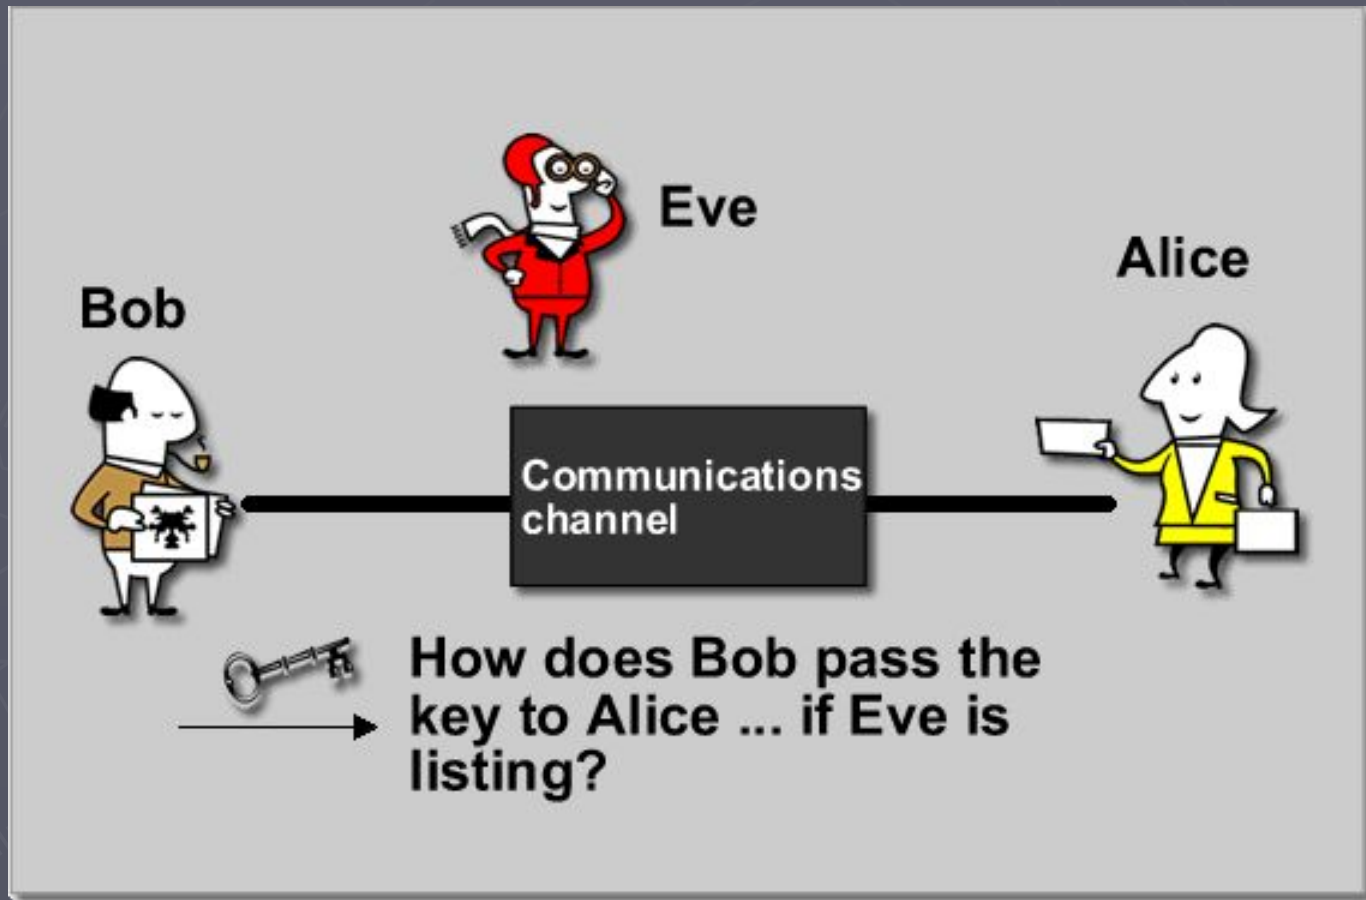 Eve
Alice
Bob
Communications
channel
How does Bob pass the
key to Alice ... if Eve is
listing?